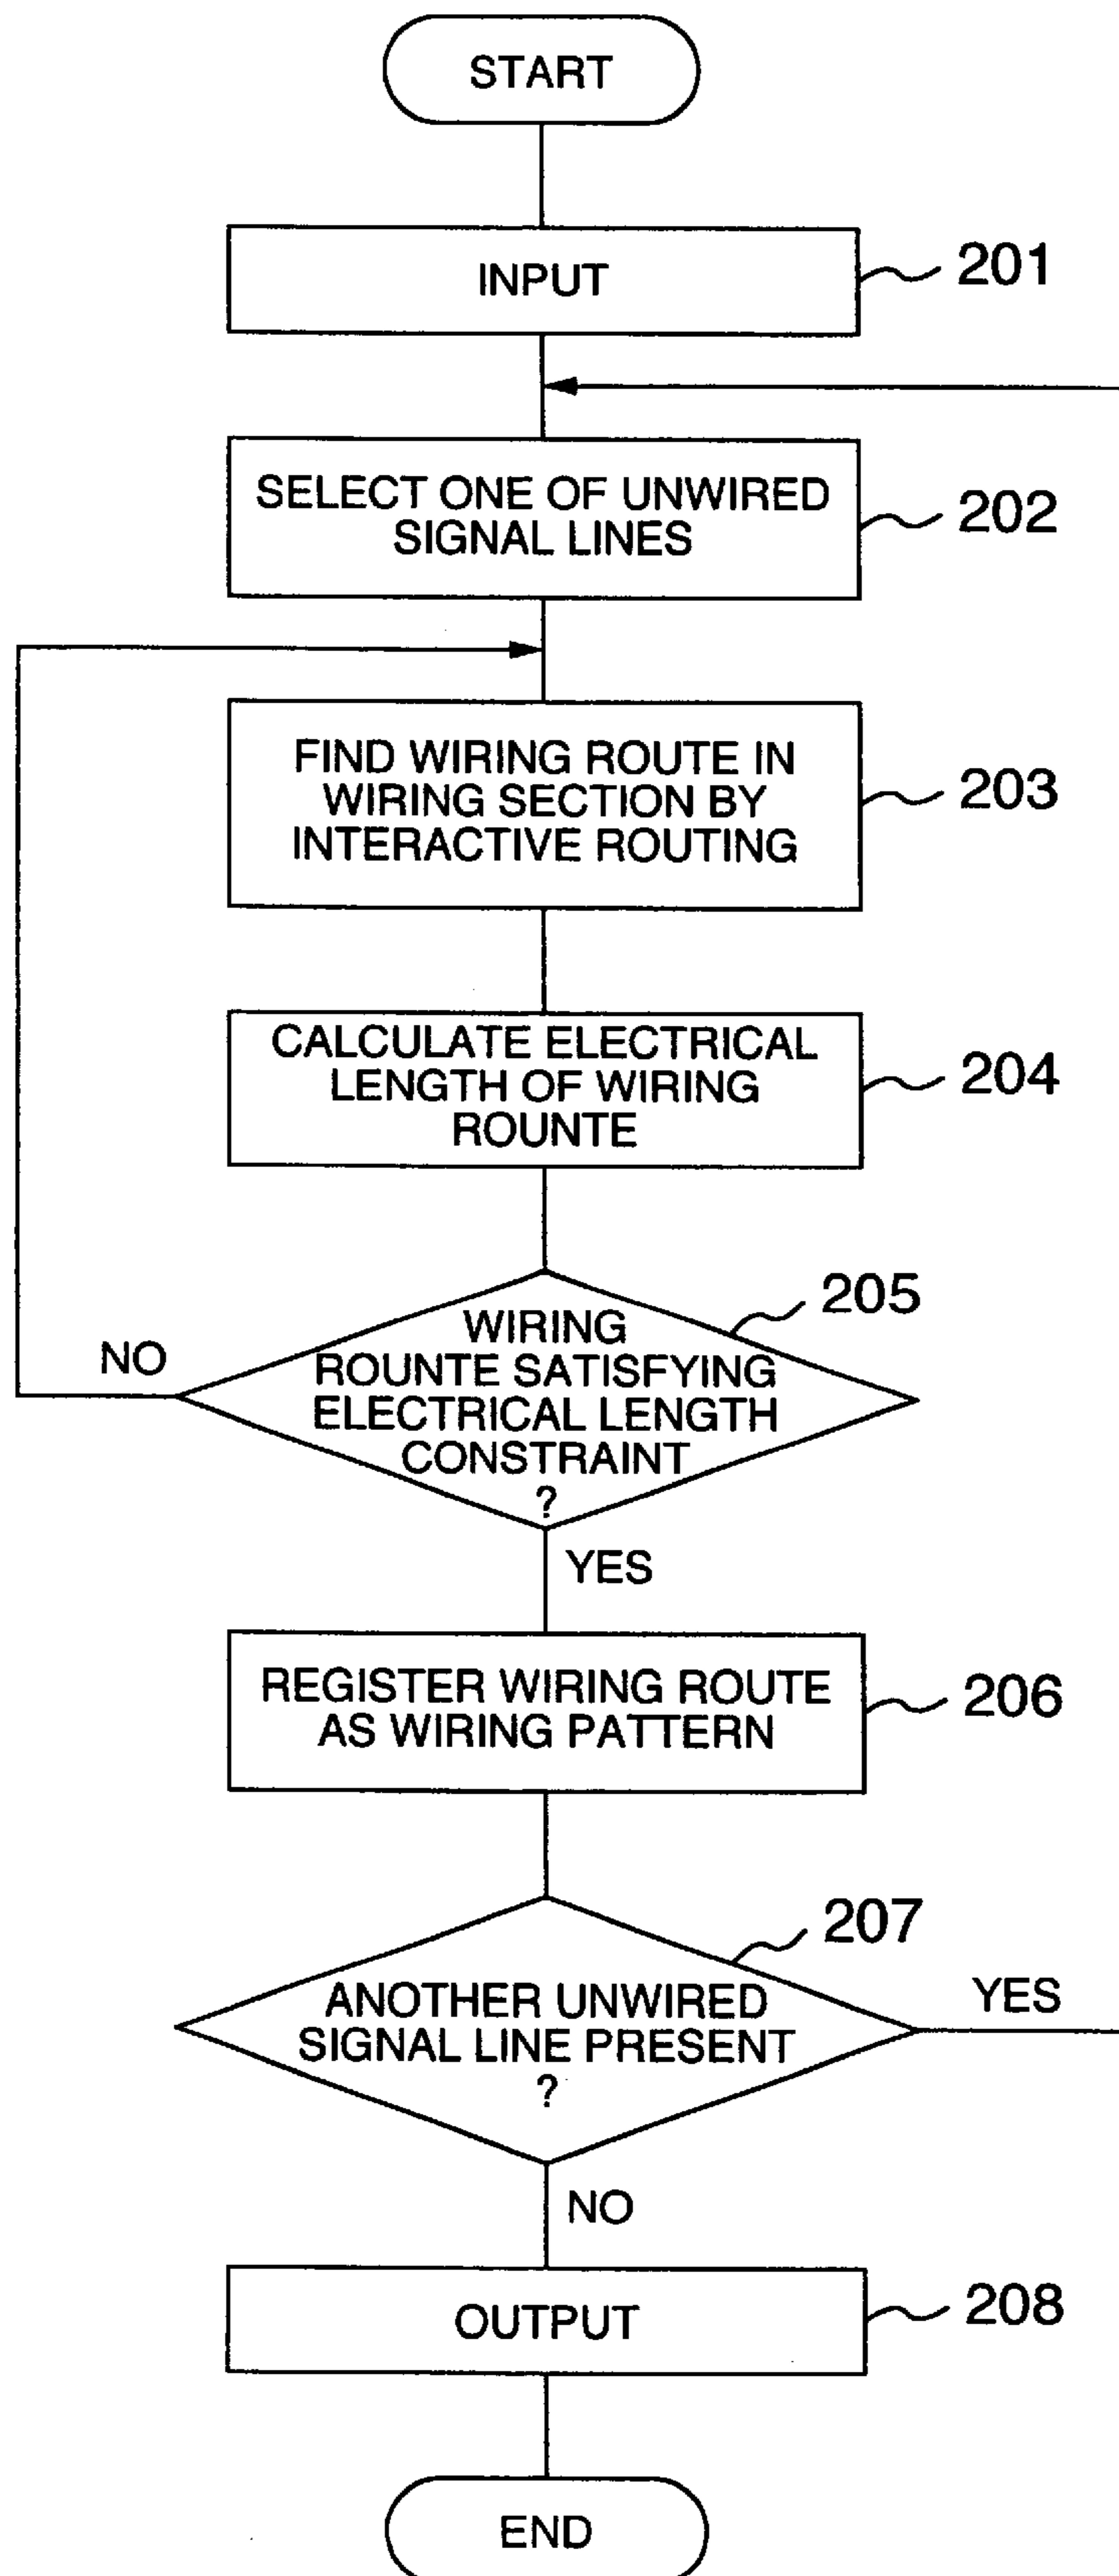 START
INPUT
201
SELECT ONE OF UNWIRED
SIGNAL LINES
202
FIND WIRING ROUTE IN
WIRING SECTION BY
INTERACTIVE ROUTING
203
CALCULATE ELECTRICAL
LENGTH OF WIRING
ROUNTE
204
205
WIRING
ROUNTE SATISFYING
ELECTRICAL LENGTH
CONSTRAINT
?
NO
YES
REGISTER WIRING ROUTE
AS WIRING PATTERN
206
207
ANOTHER UNWIRED
SIGNAL LINE PRESENT
?
YES
NO
OUTPUT
208
END